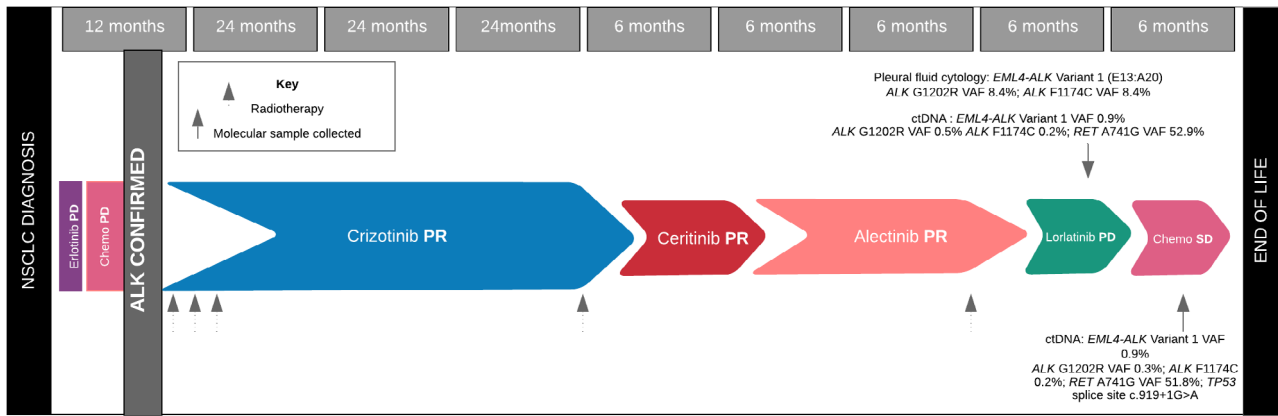 12 months
24 months
24 months
24months
6 months
6 months
6 months
6 months
6 months
NSCLC DIAGNOSIS
Key
Radiotherapy
Molecular sample collected
Pleural fluid cytology: EML4-ALK Variant 1 (E13:A20)
ALK G1202R VAF 8.4%; ALK F1174C VAF 8.4%
ctDNA : EML4-ALK Variant 1 VAF 0.9%
ALK G1202R VAF 0.5% ALK F1174C 0.2%; RET A741G VAF 52.9%
Erlotinib PD
Chemo PD
ALK CONFIRMED
Crizotinib PR
Ceritinib PR
Alectinib PR
Lorlatinib PD
Chemo SD
END OF LIFE
ctDNA: EML4-ALK Variant 1 VAF
0.9%
ALK G1202R VAF 0.3%; ALK F1174C
0.2%; RET A741G VAF 51.8%; TP53
splice site c.919+1G>A